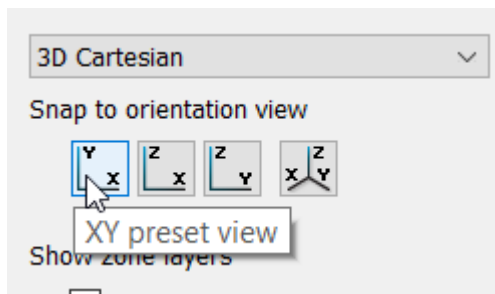 3D Cartesian
Snap to orientation view
Y X Z X Z Y X Z Y
XY preset view
Show zone layers